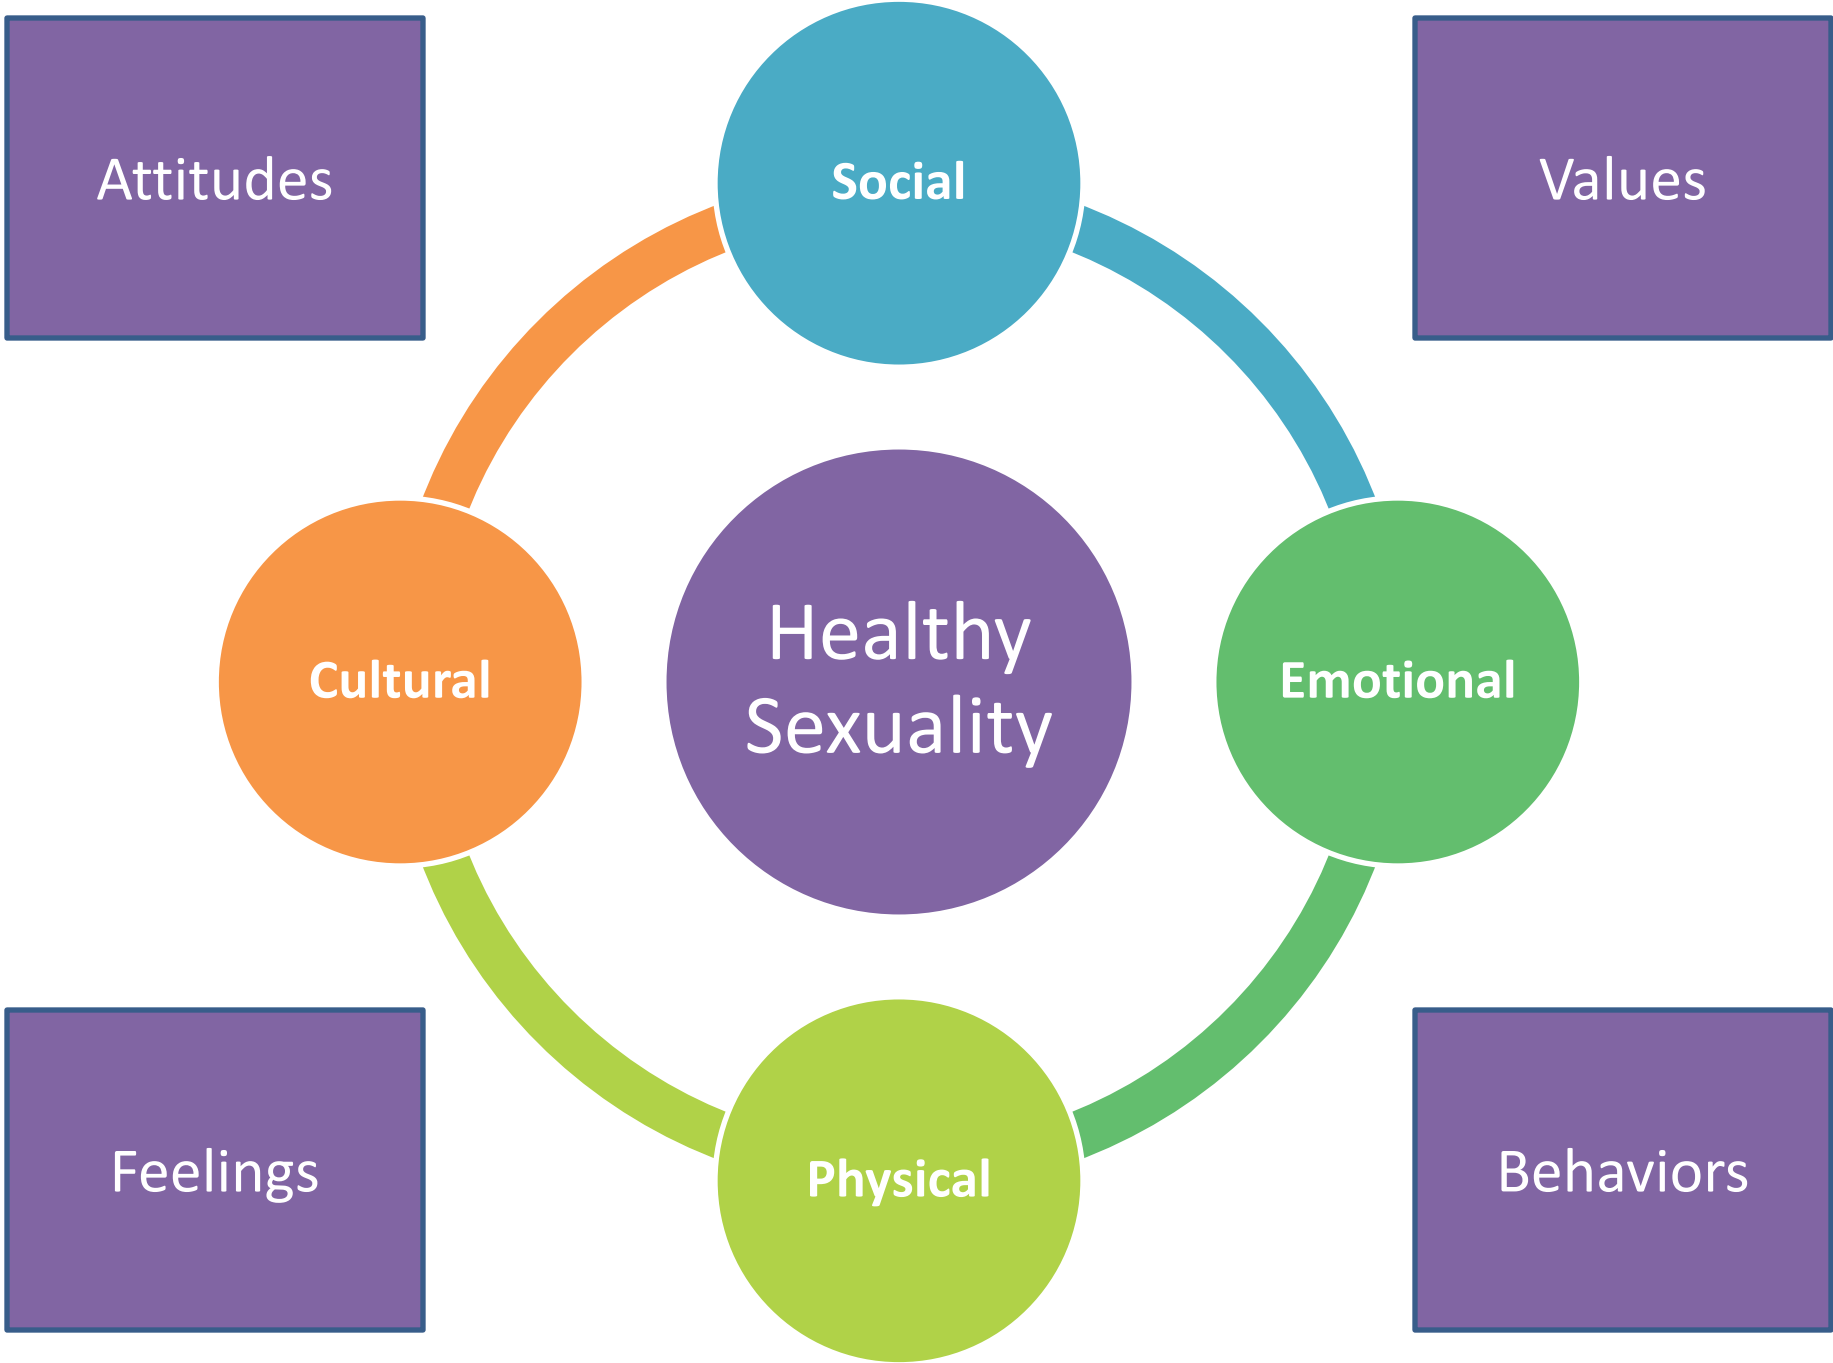 Attitudes
Social
Values
Cultural
Healthy
Sexuality
Emotional
Feelings
Physical
Behaviors